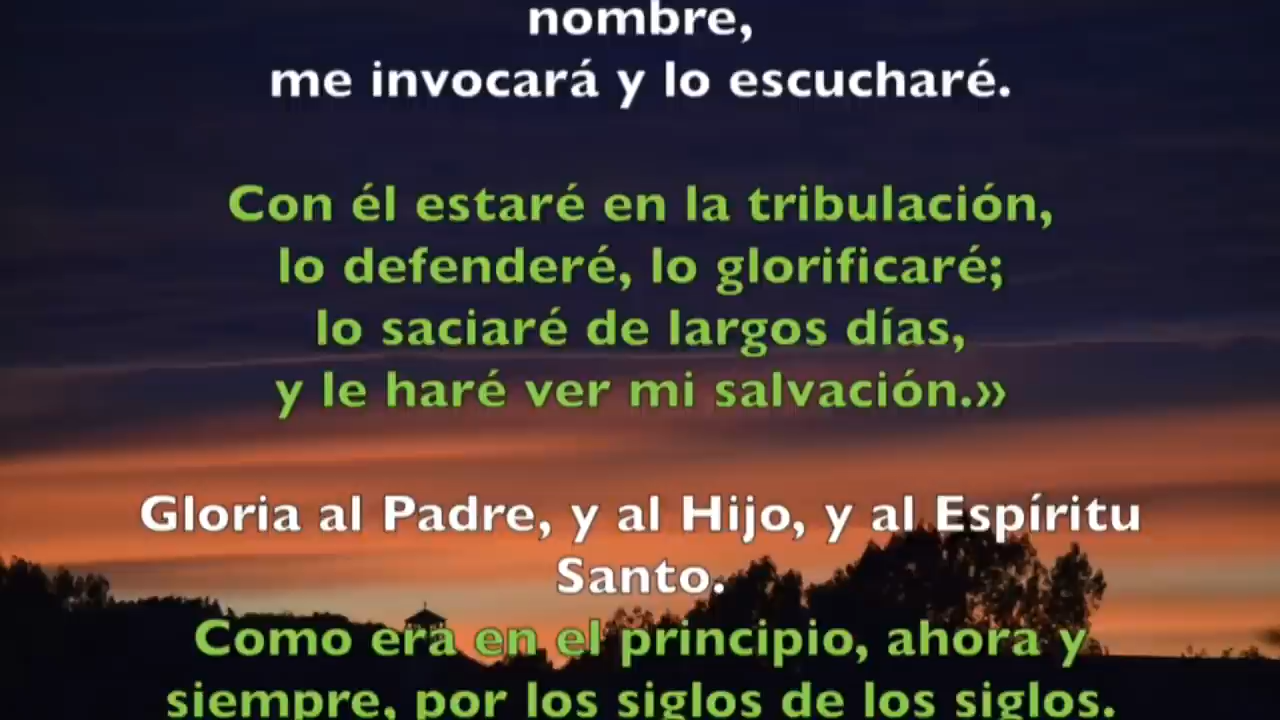 nombre,
me invocará y lo escucharé.
Con él estaré en la tribulación,
lo defenderé, lo glorificaré;
lo saciaré de largos días,
y le haré ver mi salvación.»
Gloria al Padre, y al Hijo, y al Espíritu
Santo.
Como era en el principio, ahora y
siempre, por los siglos de los siglos.